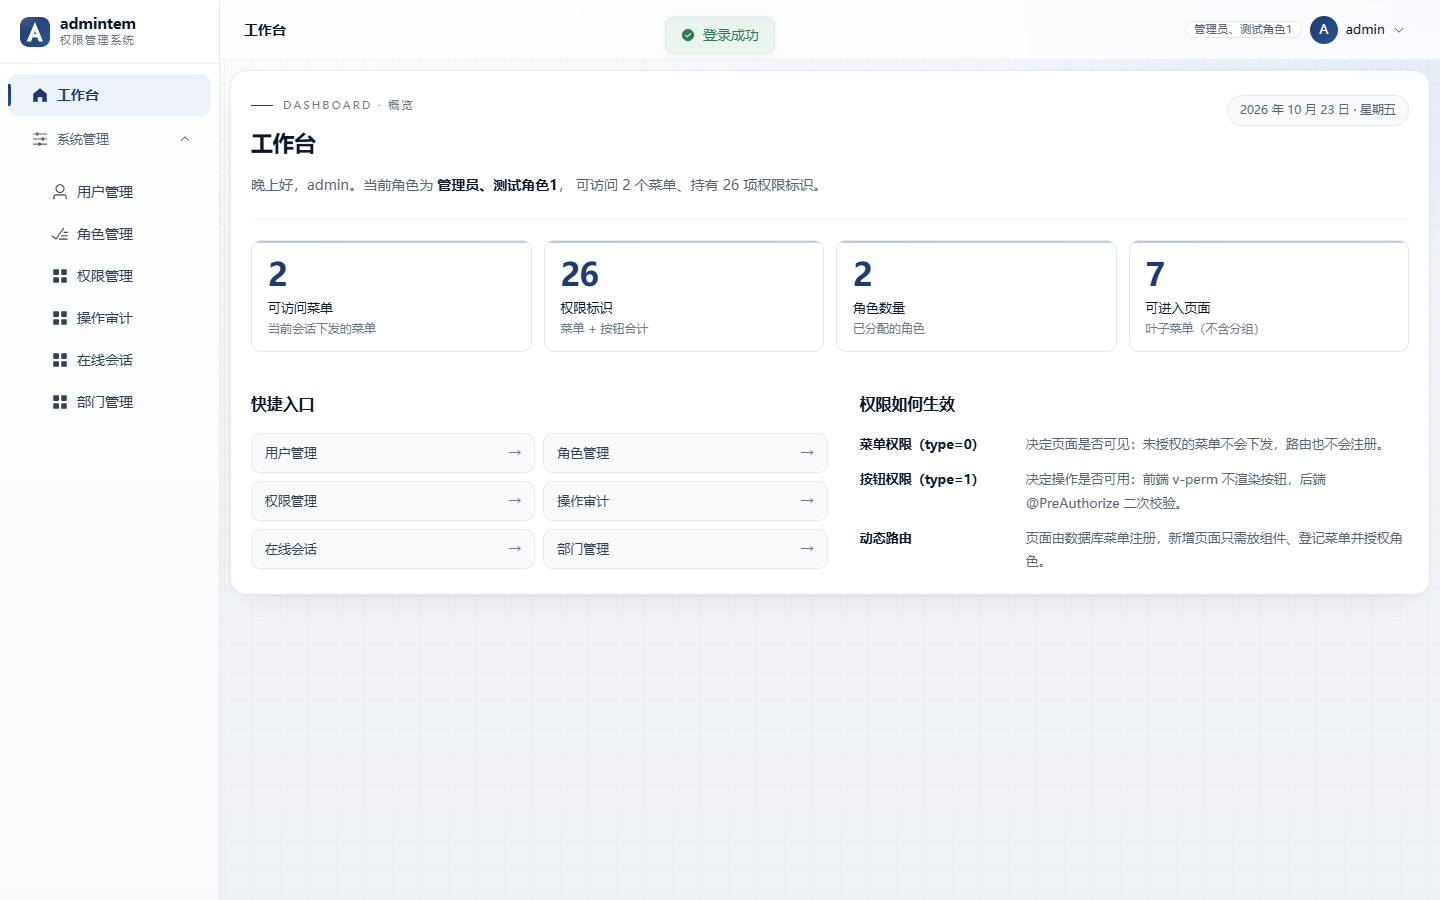 admintem
权限管理系统
工作台
系统管理
用户管理
角色管理
权限管理
操作审计
在线会话
部门管理
工作台
登录成功
管理员、测试角色1
A
admin
DASHBOARD · 概览
2026 年 10 月 23 日 · 星期五
工作台
晚上好，admin。当前角色为 管理员、测试角色1， 可访问 2 个菜单、持有 26 项权限标识。
2
可访问菜单
当前会话下发的菜单
26
权限标识
菜单 + 按钮合计
2
角色数量
已分配的角色
7
可进入页面
叶子菜单（不含分组）
快捷入口
用户管理 →
角色管理 →
权限管理 →
操作审计 →
在线会话 →
部门管理 →
权限如何生效
菜单权限（type=0）
决定页面是否可见：未授权的菜单不会下发，路由也不会注册。
按钮权限（type=1）
决定操作是否可用：前端 v-perm 不渲染按钮，后端
@PreAuthorize 二次校验。
动态路由
页面由数据库菜单注册，新增页面只需放组件、登记菜单并授权角
色。